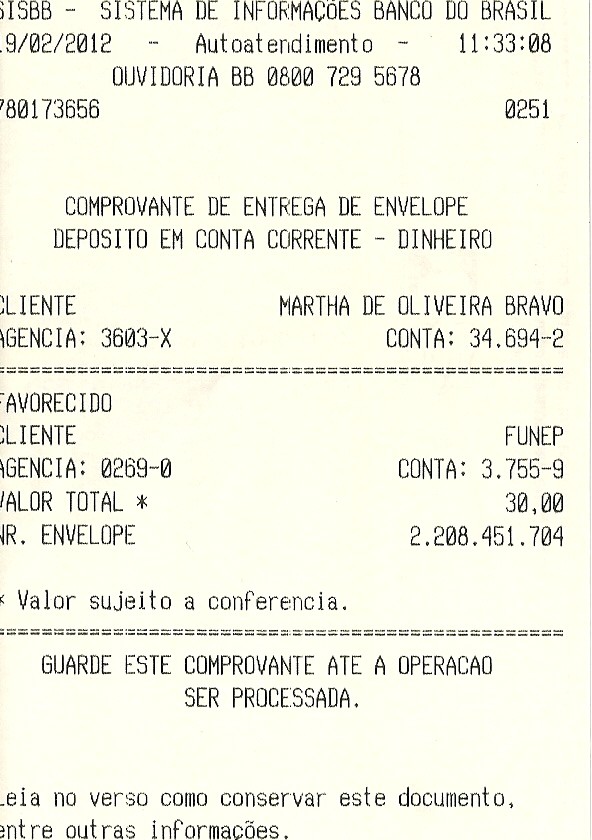 SISBB - SISTEMA DE INFORMAÇÕES BANCO DO BRASIL
19/02/2012 - Autoatendimento - 11:33:08
OUVIDORIA BB 0800 729 5678
780173656 0251
COMPROVANTE DE ENTREGA DE ENVELOPE
DEPOSITO EM CONTA CORRENTE - DINHEIRO
CLIENTE MARTHA DE OLIVEIRA BRAVO
AGENCIA: 3603-X CONTA: 34.694-2
================================================
FAVORECIDO
CLIENTE FUNEP
AGENCIA: 0269-0 CONTA: 3.755-9
VALOR TOTAL * 30,00
NR. ENVELOPE 2.208.451.704
* Valor sujeito a conferencia.
================================================
GUARDE ESTE COMPROVANTE ATE A OPERACAO
SER PROCESSADA.
Leia no verso como conservar este documento,
entre outras informações.